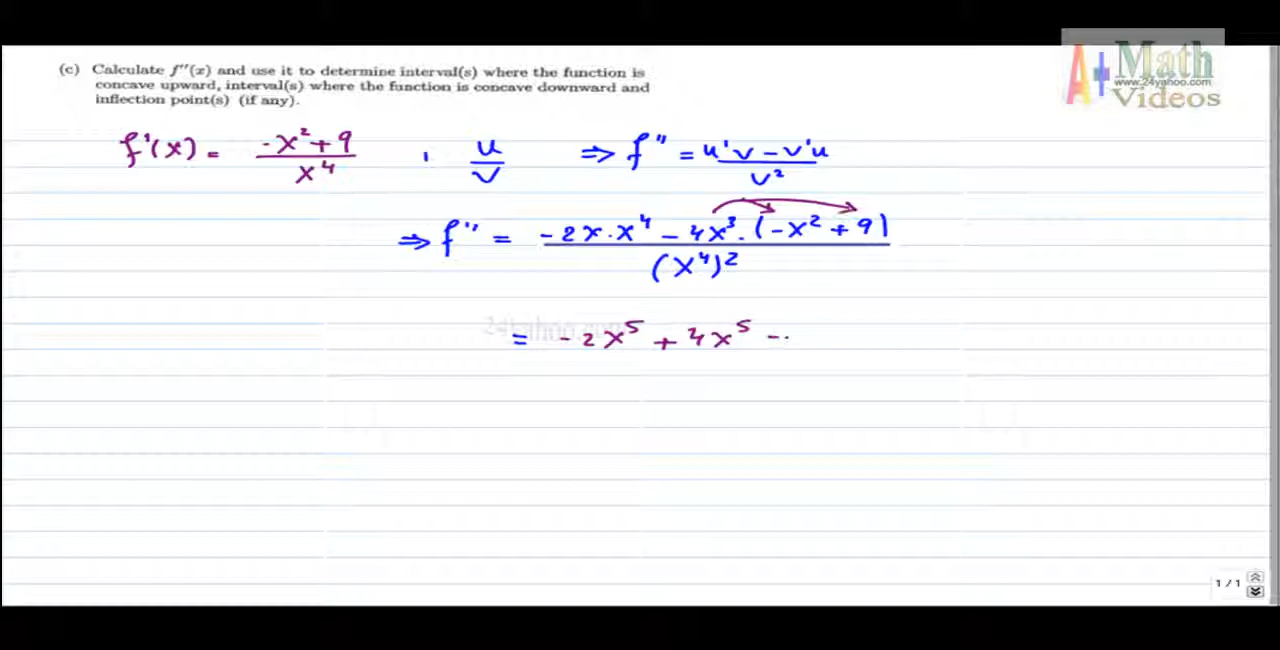 A+ Math
www.24yahoo.com
Videos
(c) Calculate f''(x) and use it to determine interval(s) where the function is
concave upward, interval(s) where the function is concave downward and
inflection point(s) (if any).
f'(x) = (-x² + 9)/x⁴ , u/v ⇒ f'' = (u'v - v'u)/v²
⇒ f'' = (-2x·x⁴ - 4x³·(-x² + 9))/(x⁴)²
= -2x⁵ + 4x⁵ -
1 / 1